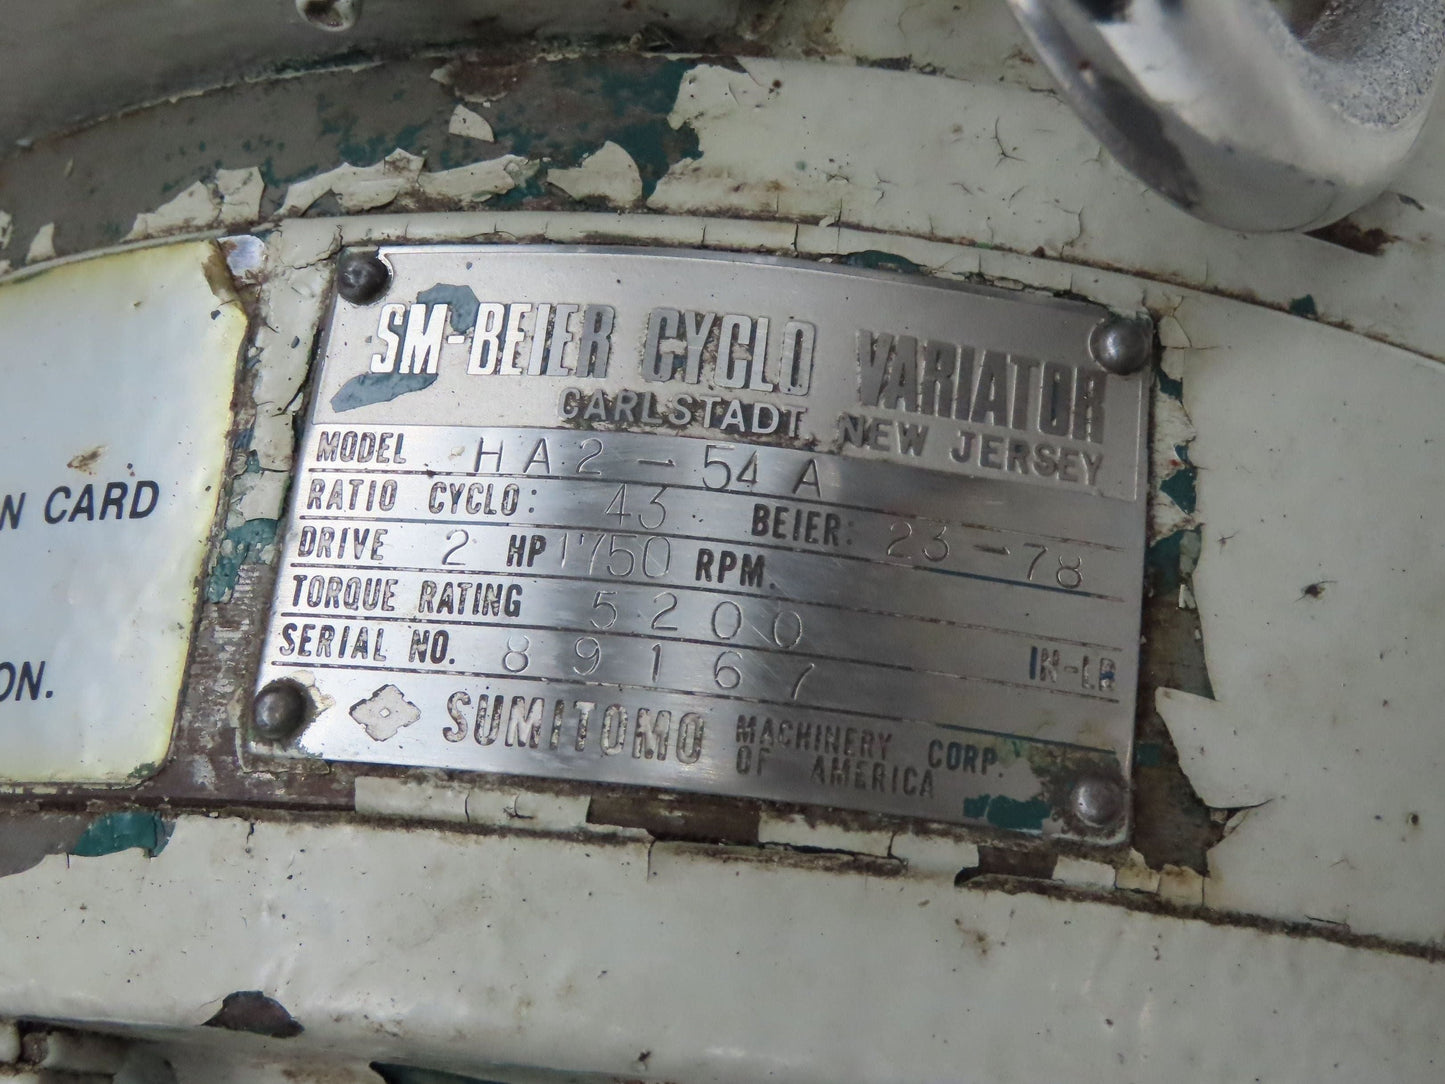 N CARD
ON.
SM-BEIER CYCLO VARIATOR
CARLSTADT, NEW JERSEY
MODEL HA2-54A
RATIO CYCLO: 43 BEIER: 23-78
DRIVE 2 HP 1750 RPM.
TORQUE RATING 5200 IN-LB
SERIAL NO. 89167
SUMITOMO MACHINERY CORP.
OF AMERICA